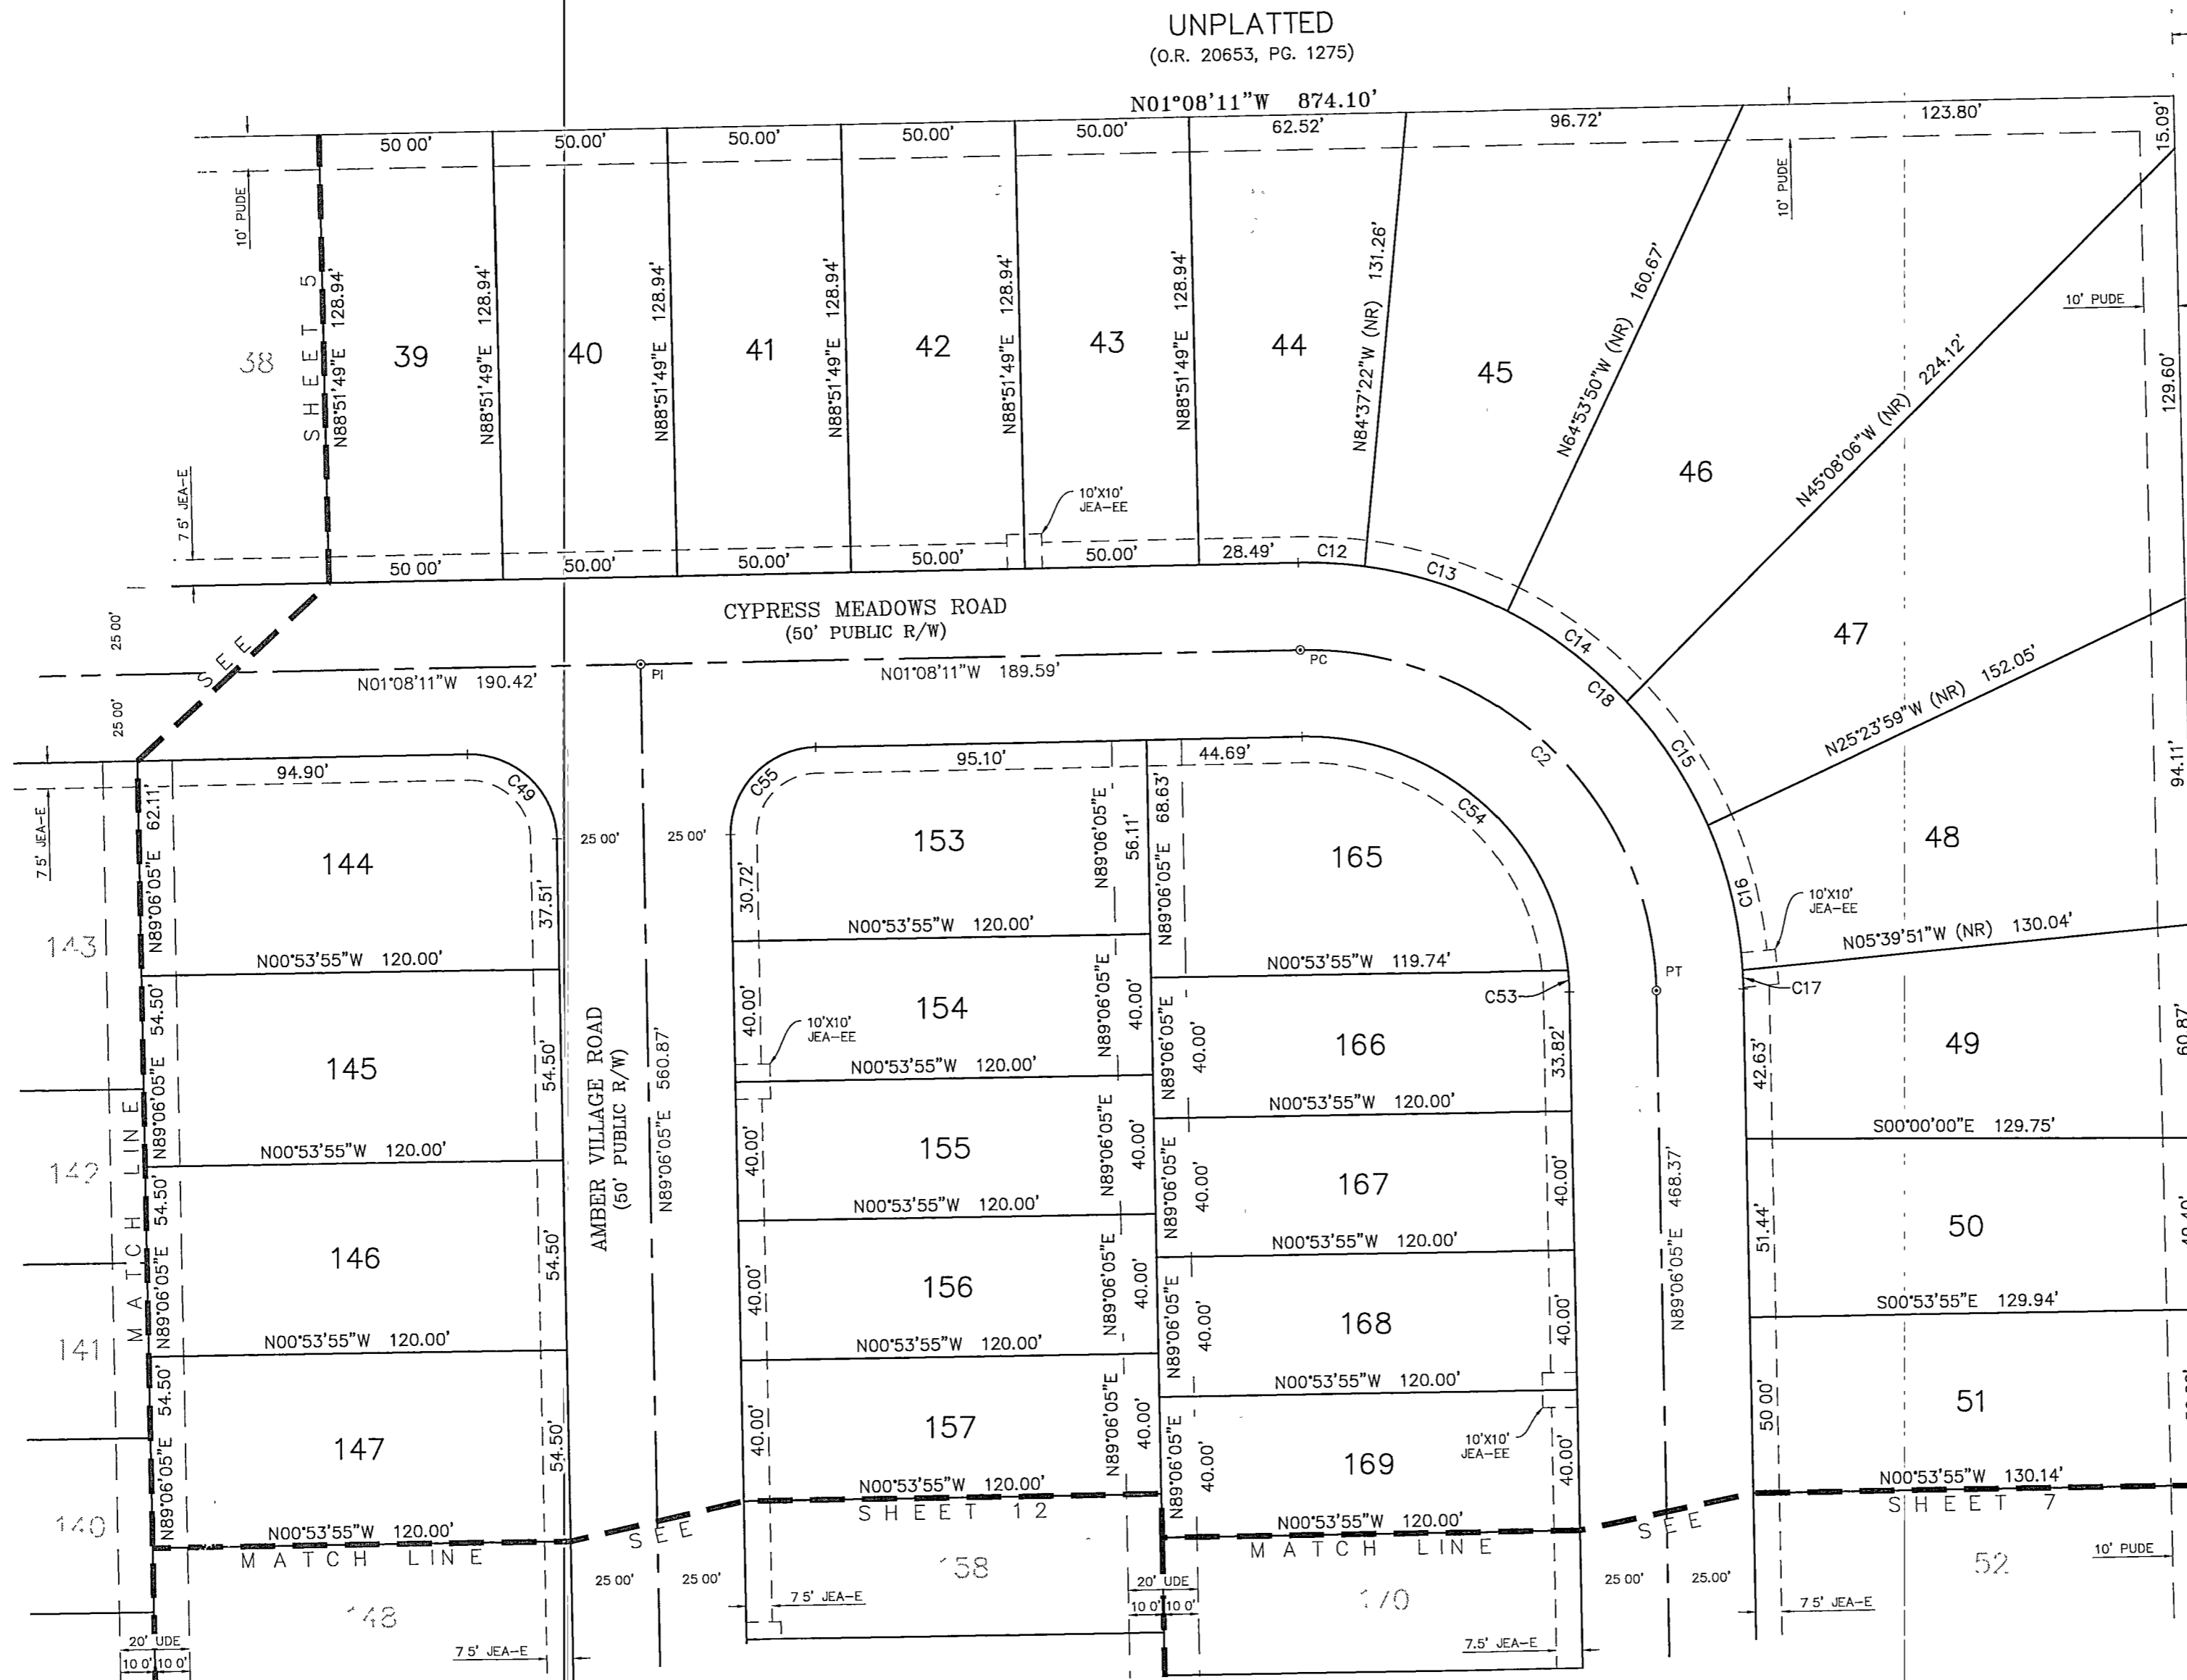 UNPLATTED
(O.R. 20653, PG. 1275)
N01°08'11"W 874.10'
50 00'
50.00'
50.00'
50.00'
50.00'
62.52'
96.72'
123.80'
15.09'
10' PUDE
10' PUDE
10' PUDE
SHEET 5
N88°51'49"E 128.94'
N88°51'49"E 128.94'
N88°51'49"E 128.94'
N88°51'49"E 128.94'
N88°51'49"E 128.94'
N88°51'49"E 128.94'
N84°37'22"W (NR) 131.26'
N64°53'50"W (NR) 160.67'
N45°08'06"W (NR) 224.12'
129.60'
38
39
40
41
42
43
44
45
46
47
7 5' JEA-E
10'X10'
JEA-EE
50 00'
50.00'
50.00'
50.00'
50.00'
28.49'
C12
C13
C14
C18
C15
C16
C2
N25°23'59"W (NR) 152.05'
94.11'
CYPRESS MEADOWS ROAD
(50' PUBLIC R/W)
25 00'
25 00'
SEE
N01°08'11"W 190.42'
PI
N01°08'11"W 189.59'
PC
94.90'
C49
C55
95.10'
44.69'
C54
7 5' JEA-E
N89°06'05"E 62.11'
144
37.51'
25 00'
25 00'
30.72'
153
N89°06'05"E
56.11'
N89°06'05"E 68.63'
165
48
10'X10'
JEA-EE
N05°39'51"W (NR) 130.04'
143
N00°53'55"W 120.00'
N00°53'55"W 120.00'
N00°53'55"W 119.74'
C53
PT
C17
N89°06'05"E 54.50'
145
54.50'
AMBER VILLAGE ROAD
(50' PUBLIC R/W)
N89°06'05"E 560.87'
40.00'
10'X10'
JEA-EE
154
N89°06'05"E
40.00'
N89°06'05"E
40.00'
166
33.82'
42.63'
49
60.87'
N00°53'55"W 120.00'
N00°53'55"W 120.00'
N00°53'55"W 120.00'
S00°00'00"E 129.75'
MATCH LINE
142
N89°06'05"E 54.50'
146
54.50'
40.00'
155
N89°06'05"E
40.00'
N89°06'05"E
40.00'
167
40.00'
N89°06'05"E 468.37'
51.44'
50
N00°53'55"W 120.00'
N00°53'55"W 120.00'
S00°53'55"E 129.94'
40.00'
156
N89°06'05"E
40.00'
N89°06'05"E
40.00'
168
40.00'
141
N00°53'55"W 120.00'
N00°53'55"W 120.00'
N00°53'55"W 120.00'
N89°06'05"E 54.50'
147
54.50'
40.00'
157
N89°06'05"E
40.00'
N89°06'05"E
40.00'
169
10'X10'
JEA-EE
40.00'
50 00'
51
140
N00°53'55"W 120.00'
N00°53'55"W 120.00'
N00°53'55"W 120.00'
N00°53'55"W 130.14'
MATCH LINE
SEE
SHEET 12
MATCH LINE
SEE
SHEET 7
148
25 00'
25 00'
158
170
25 00'
25.00'
52
10' PUDE
20' UDE
10 0'
10 0'
7 5' JEA-E
7 5' JEA-E
20' UDE
10 0'
10 0'
7.5' JEA-E
7 5' JEA-E